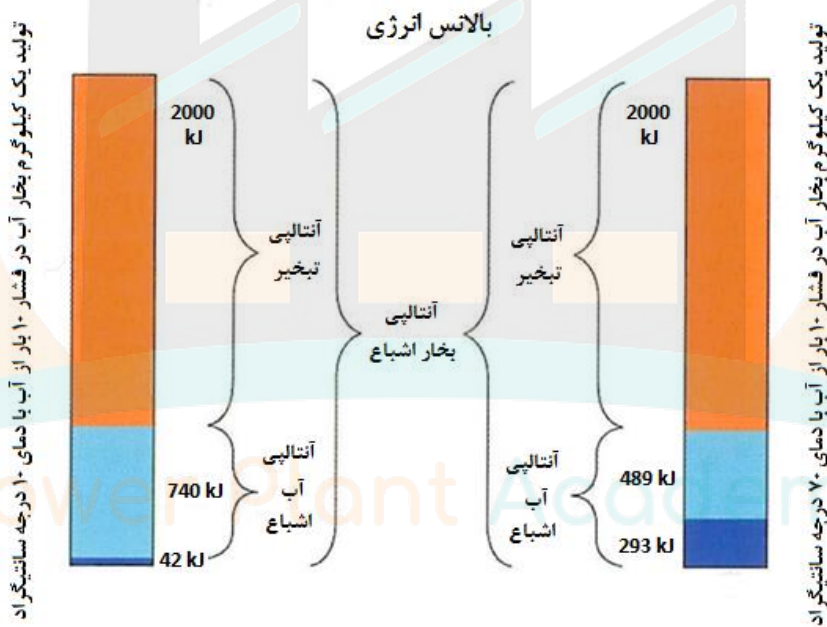 بالانس انرژی
تولید یک کیلوگرم بخار آب در فشار ۱۰ بار از آب با دمای ۱۰ درجه سانتیگراد
2000
kJ
آنتالپی
تبخیر
740 kJ
آنتالپی
آب
اشباع
42 kJ
آنتالپی
بخار اشباع
2000
kJ
آنتالپی
تبخیر
489 kJ
آنتالپی
آب
اشباع
293 kJ
تولید یک کیلوگرم بخار آب در فشار ۱۰ بار از آب با دمای ۷۰ درجه سانتیگراد
Power Plant Academy